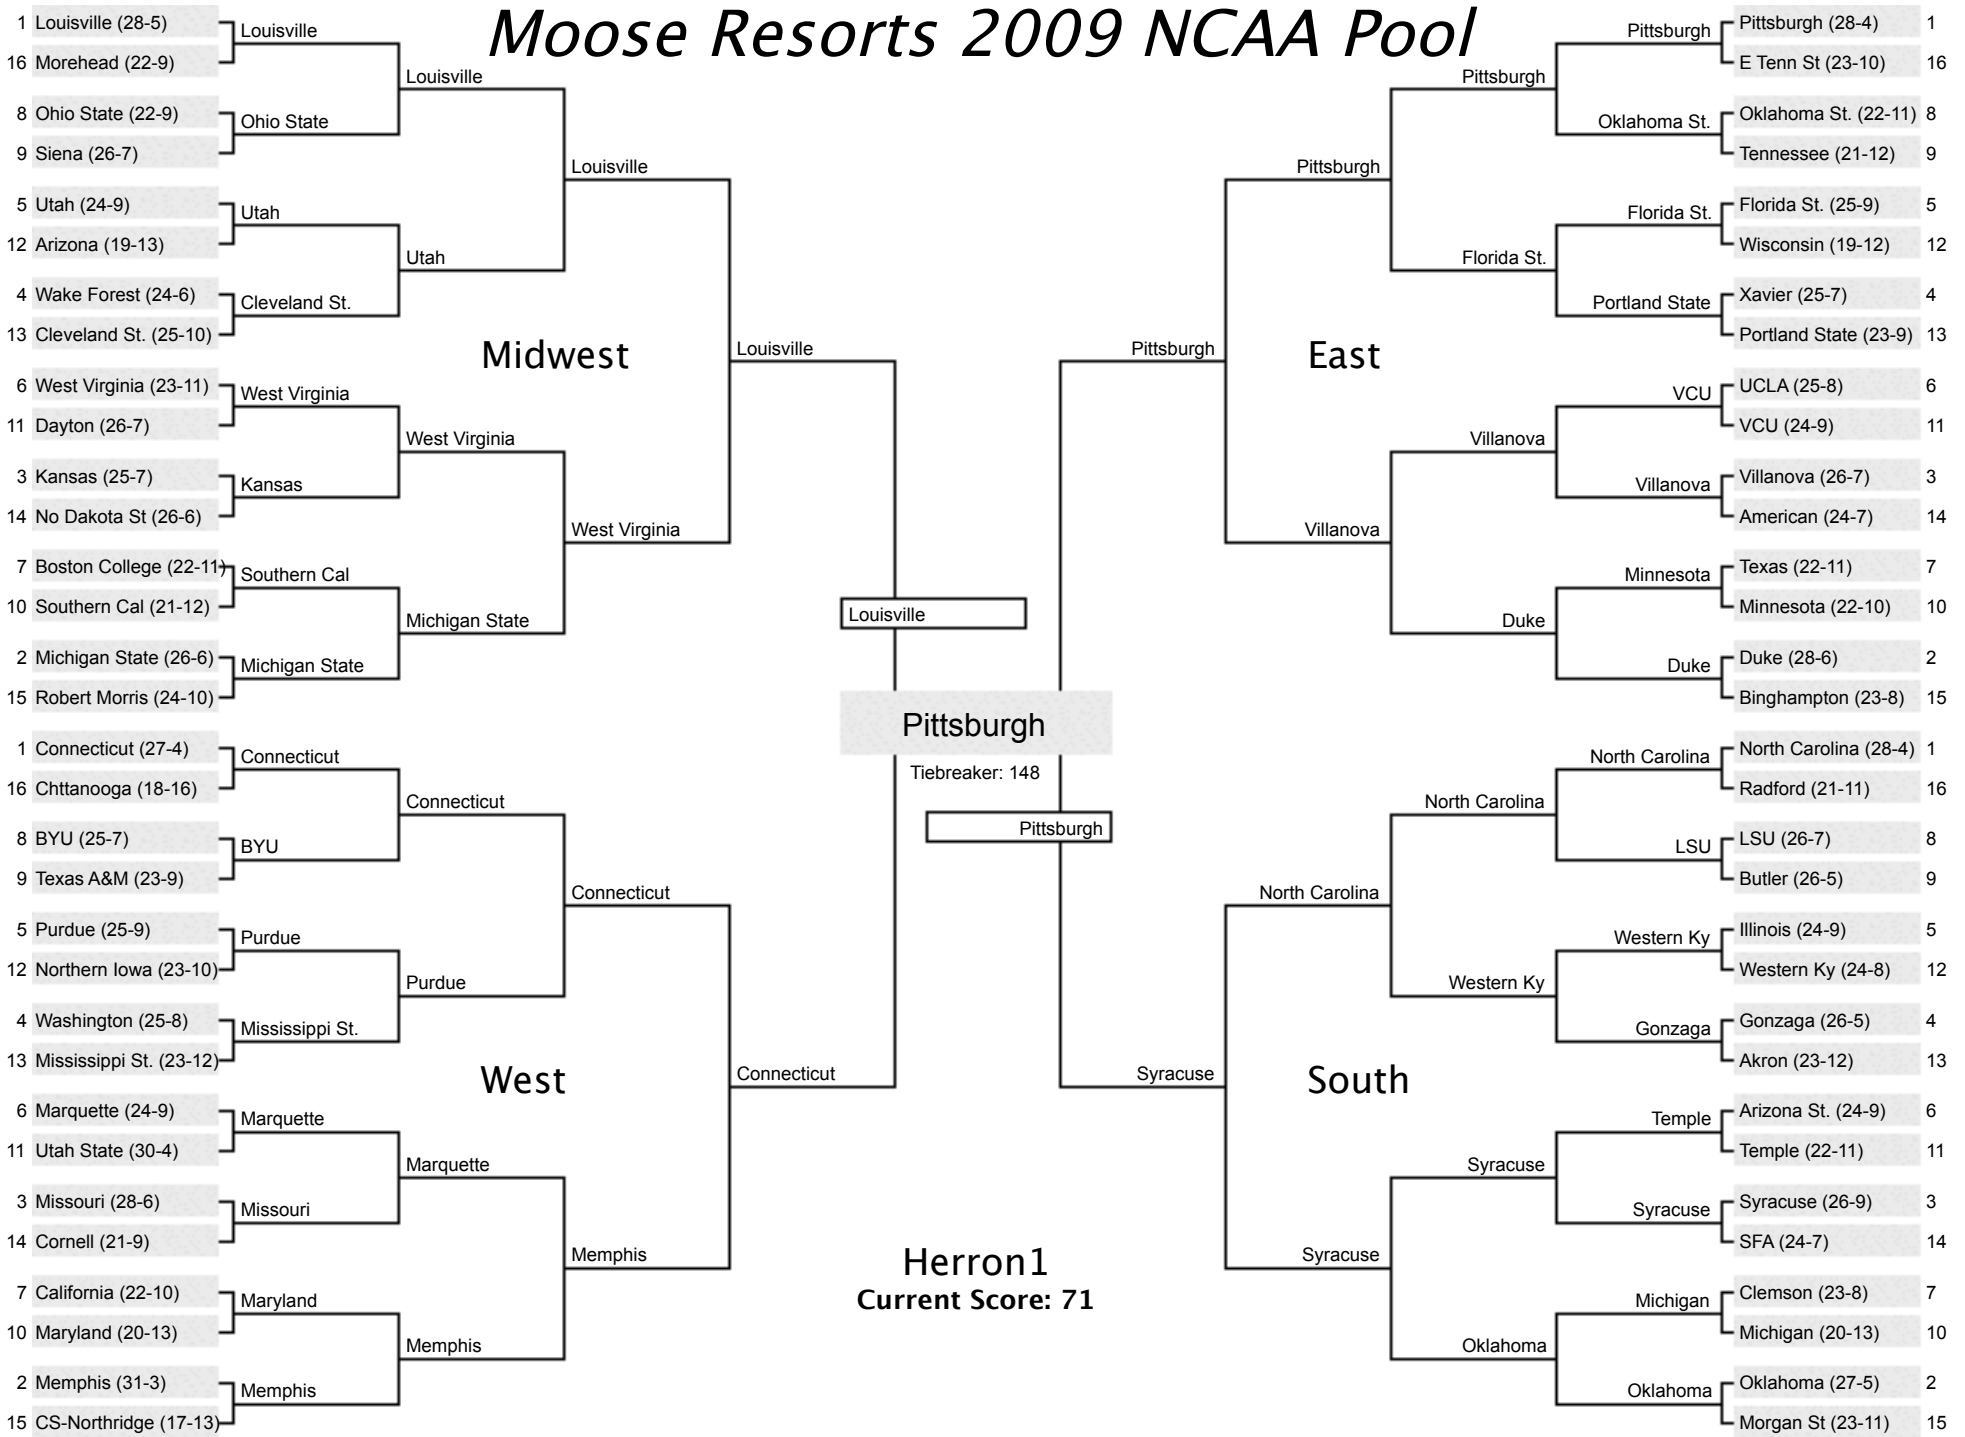 Moose Resorts 2009 NCAA Pool
1 Louisville (28-5)
16 Morehead (22-9)
8 Ohio State (22-9)
9 Siena (26-7)
5 Utah (24-9)
12 Arizona (19-13)
4 Wake Forest (24-6)
13 Cleveland St. (25-10)
6 West Virginia (23-11)
11 Dayton (26-7)
3 Kansas (25-7)
14 No Dakota St (26-6)
7 Boston College (22-11)
10 Southern Cal (21-12)
2 Michigan State (26-6)
15 Robert Morris (24-10)
Louisville
Ohio State
Utah
Cleveland St.
West Virginia
Kansas
Southern Cal
Michigan State
Louisville
Utah
West Virginia
Michigan State
Louisville
West Virginia
Midwest
Louisville
1 Connecticut (27-4)
16 Chttanooga (18-16)
8 BYU (25-7)
9 Texas A&M (23-9)
5 Purdue (25-9)
12 Northern Iowa (23-10)
4 Washington (25-8)
13 Mississippi St. (23-12)
6 Marquette (24-9)
11 Utah State (30-4)
3 Missouri (28-6)
14 Cornell (21-9)
7 California (22-10)
10 Maryland (20-13)
2 Memphis (31-3)
15 CS-Northridge (17-13)
Connecticut
BYU
Purdue
Mississippi St.
Marquette
Missouri
Maryland
Memphis
Connecticut
Purdue
Marquette
Memphis
Connecticut
Memphis
West
Connecticut
Louisville
Pittsburgh
Tiebreaker: 148
Pittsburgh
Herron1
Current Score: 71
Pittsburgh (28-4) 1
E Tenn St (23-10) 16
Oklahoma St. (22-11) 8
Tennessee (21-12) 9
Florida St. (25-9) 5
Wisconsin (19-12) 12
Xavier (25-7) 4
Portland State (23-9) 13
UCLA (25-8) 6
VCU (24-9) 11
Villanova (26-7) 3
American (24-7) 14
Texas (22-11) 7
Minnesota (22-10) 10
Duke (28-6) 2
Binghampton (23-8) 15
Pittsburgh
Oklahoma St.
Florida St.
Portland State
VCU
Villanova
Minnesota
Duke
Pittsburgh
Florida St.
Villanova
Duke
Pittsburgh
Villanova
East
Pittsburgh
North Carolina (28-4) 1
Radford (21-11) 16
LSU (26-7) 8
Butler (26-5) 9
Illinois (24-9) 5
Western Ky (24-8) 12
Gonzaga (26-5) 4
Akron (23-12) 13
Arizona St. (24-9) 6
Temple (22-11) 11
Syracuse (26-9) 3
SFA (24-7) 14
Clemson (23-8) 7
Michigan (20-13) 10
Oklahoma (27-5) 2
Morgan St (23-11) 15
North Carolina
LSU
Western Ky
Gonzaga
Temple
Syracuse
Michigan
Oklahoma
North Carolina
Western Ky
Syracuse
Oklahoma
North Carolina
Syracuse
South
Syracuse